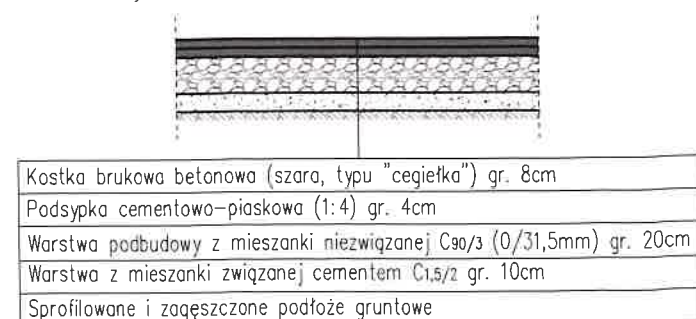 Kostka brukowa betonowa (szara, typu "cegiełka") gr. 8cm
Podsypka cementowo-piaskowa (1:4) gr. 4cm
Warstwa podbudowy z mieszanki niezwiązanej C90/3 (0/31,5mm) gr. 20cm
Warstwa z mieszanki związanej cementem C1,5/2 gr. 10cm
Sprofilowane i zagęszczone podłoże gruntowe